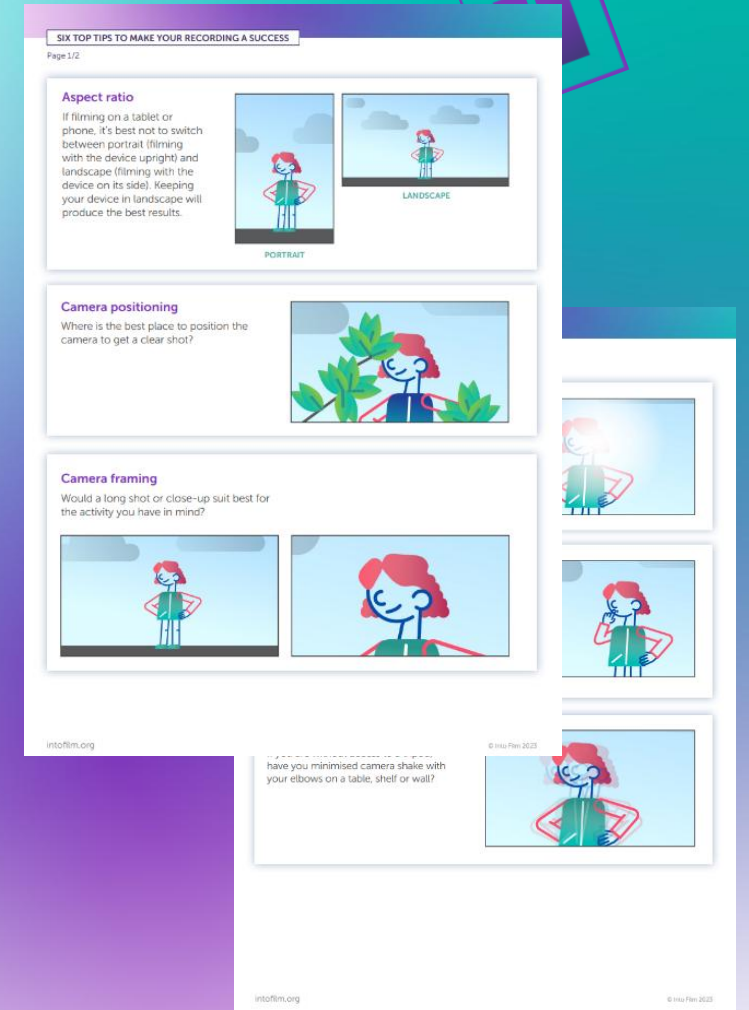 SIX TOP TIPS TO MAKE YOUR RECORDING A SUCCESS
Page 1/2
Aspect ratio
If filming on a tablet or
phone, it's best not to switch
between portrait (filming
with the device upright) and
landscape (filming with the
device on its side). Keeping
your device in landscape will
produce the best results.
PORTRAIT
LANDSCAPE
Camera positioning
Where is the best place to position the
camera to get a clear shot?
Camera framing
Would a long shot or close-up suit best for
the activity you have in mind?
intofilm.org
© Into Film 2023
have you minimised camera shake with
your elbows on a table, shelf or wall?
intofilm.org
© Into Film 2023